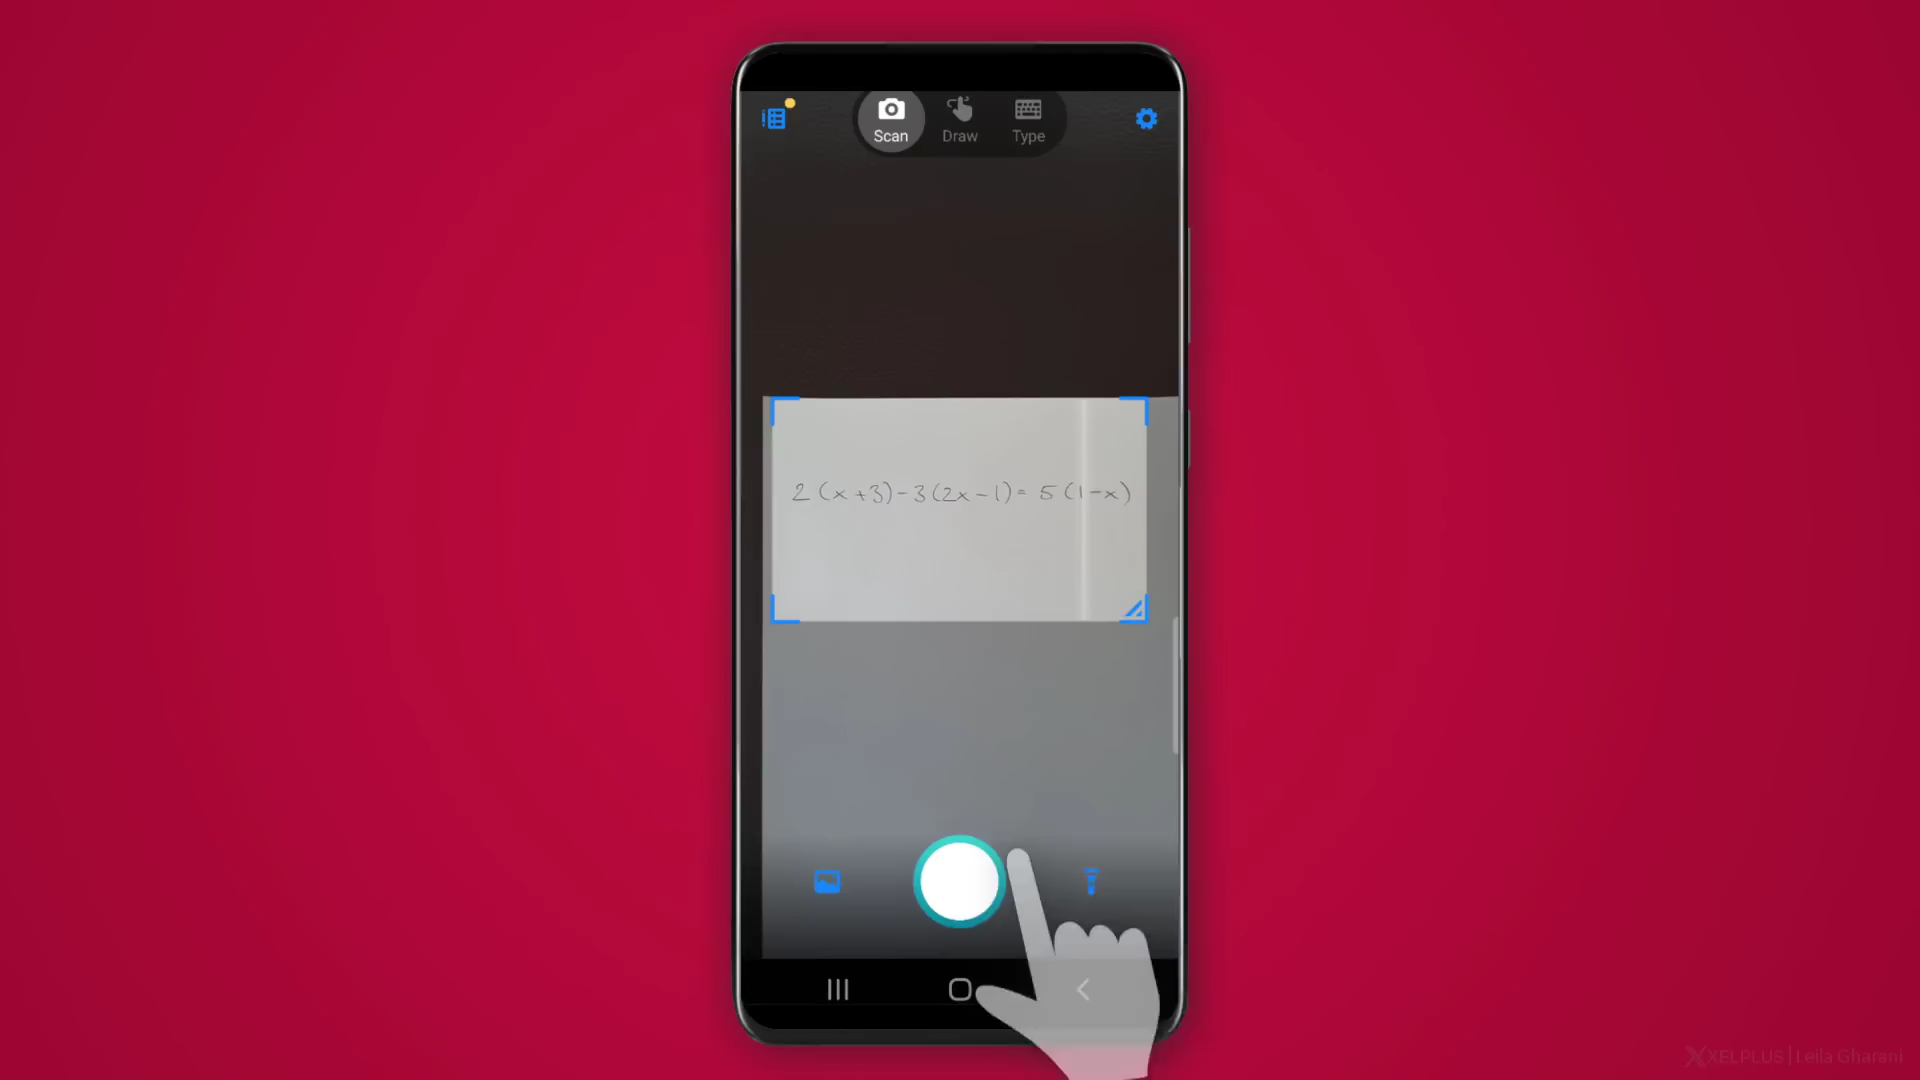 Scan Draw Type
2(x+3)-3(2x-1)=5(1-x)
XELPLUS | Leila Gharani